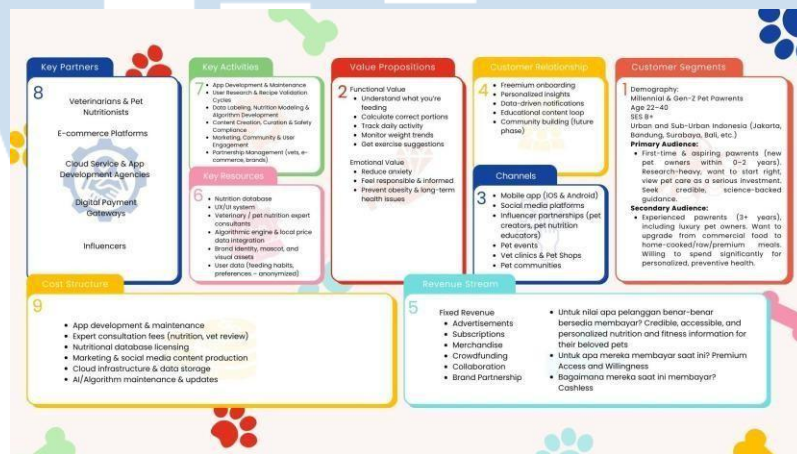 Key Partners
8
Veterinarians & Pet
Nutritionists
E-commerce Platforms
Cloud Service & App
Development Agencies
Digital Payment
Gateways
Influencers
Key Activities
7
App Development & Maintenance
User Research & Recipe Validation
Cycles
Data Labeling, Nutrition Modeling &
Algorithm Development
Content Creation, Curation & Safety
Compliance
Marketing, Community & User
Engagement
Partnership Management (vets, e-
commerce, brands)
Key Resources
6
Nutrition database
UX/UI system
Veterinary / pet nutrition expert
consultants
Algorithmic engine & local price
data integration
Brand identity, mascot, and
visual assets
User data (feeding habits,
preferences – anonymized)
Value Propositions
2
Functional Value
Understand what you're
feeding
Calculate correct portions
Track daily activity
Monitor weight trends
Get exercise suggestions
Emotional Value
Reduce anxiety
Feel responsible & informed
Prevent obesity & long-term
health issues
Customer Relationship
4
Freemium onboarding
Personalized insights
Data-driven notifications
Educational content loop
Community building (future
phase)
Channels
3
Mobile app (iOS & Android)
Social media platforms
Influencer partnerships (pet
creators, pet nutrition
educators)
Pet events
Vet clinics & Pet Shops
Pet communities
Customer Segments
1
Demography:
Millennial & Gen-Z Pet Pawrents
Age 22-40
SES B+
Urban and Sub-Urban Indonesia (Jakarta,
Bandung, Surabaya, Bali, etc.)
Primary Audience:
First-time & aspiring pawrents (new
pet owners within 0-2 years).
Research-heavy, want to start right,
view pet care as a serious investment.
Seek credible, science-backed
guidance.
Secondary Audience:
Experienced pawrents (3+ years),
including luxury pet owners. Want to
upgrade from commercial food to
home-cooked/raw/premium meals.
Willing to spend significantly for
personalized, preventive health.
Cost Structure
9
App development & maintenance
Expert consultation fees (nutrition, vet review)
Nutritional database licensing
Marketing & social media content production
Cloud infrastructure & data storage
AI/Algorithm maintenance & updates
Revenue Stream
5
Fixed Revenue
Advertisements
Subscriptions
Merchandise
Crowdfunding
Collaboration
Brand Partnership
Untuk nilai apa pelanggan benar-benar
bersedia membayar? Credible, accessible, and
personalized nutrition and fitness information for
their beloved pets
Untuk apa mereka membayar saat ini? Premium
Access and Willingness
Bagaimana mereka saat ini membayar?
Cashless